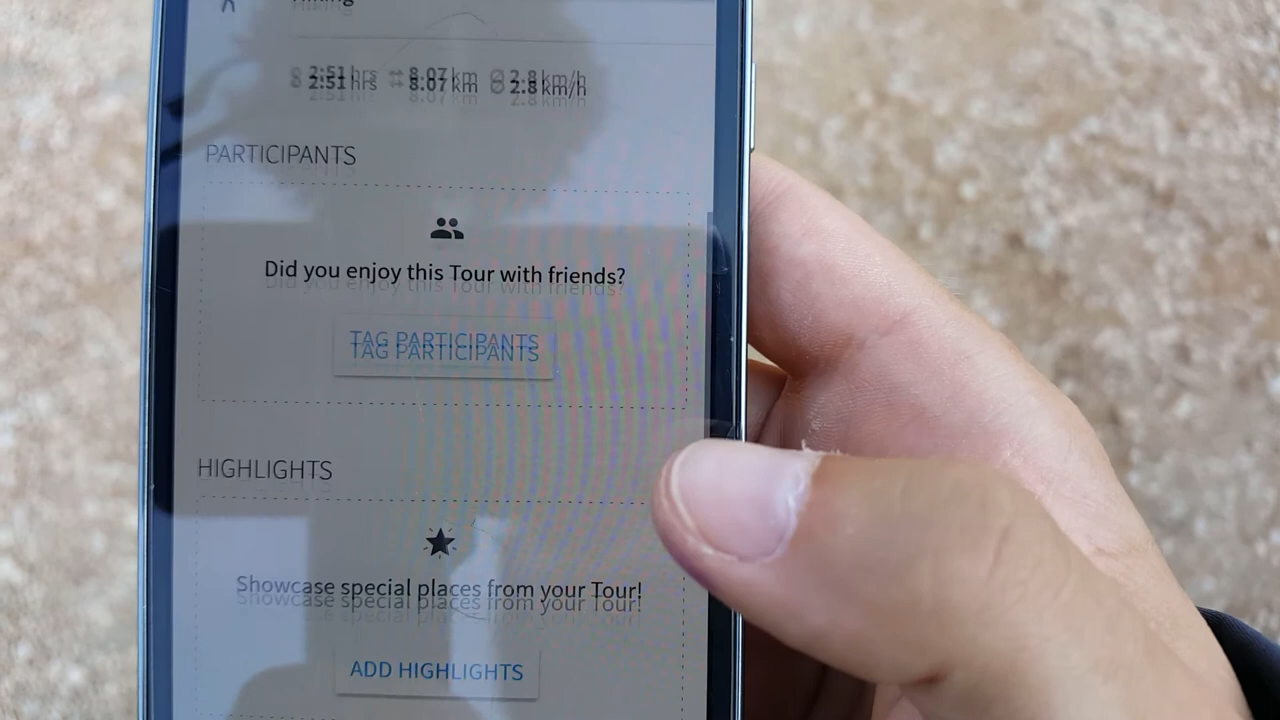 Hiking
2:51 hrs 8.07 km 2.8 km/h
PARTICIPANTS
Did you enjoy this Tour with friends?
TAG PARTICIPANTS
HIGHLIGHTS
Showcase special places from your Tour!
ADD HIGHLIGHTS